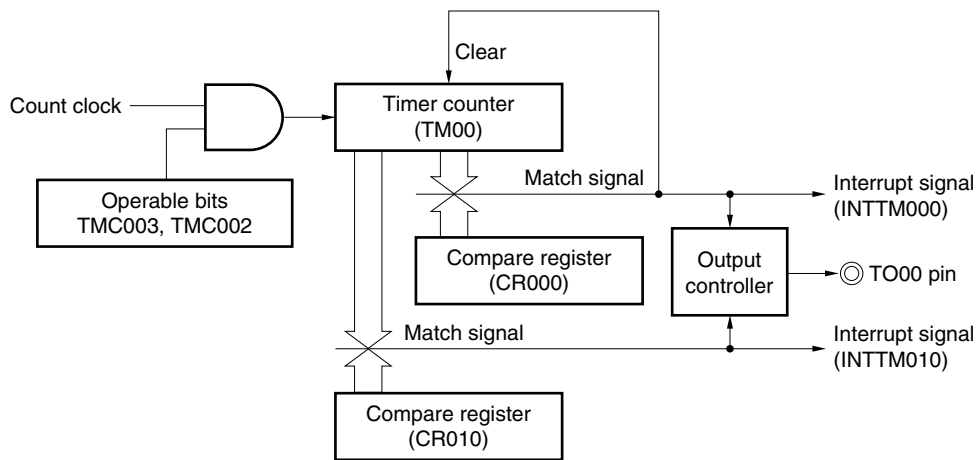 Clear
Count clock
Timer counter
(TM00)
Operable bits
TMC003, TMC002
Match signal
Interrupt signal
(INTTM000)
Compare register
(CR000)
Output
controller
TO00 pin
Match signal
Interrupt signal
(INTTM010)
Compare register
(CR010)